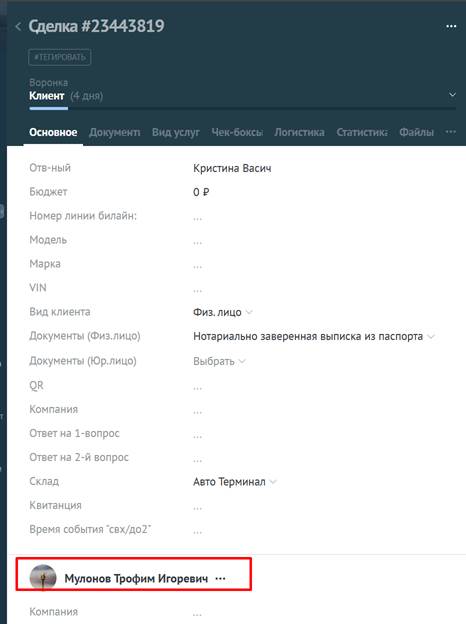 Сделка #23443819
#ТЕГИРОВАТЬ
Воронка
Клиент (4 дня)
Основное Документı Вид услуг Чек-боксы Логистика Статистика Файлы ...
Отв-ный Кристина Васич
Бюджет 0 ₽
Номер линии билайн: ...
Модель ...
Марка ...
VIN ...
Вид клиента Физ. лицо
Документы (Физ.лицо) Нотариально заверенная выписка из паспорта
Документы (Юр.лицо) Выбрать
QR ...
Компания ...
Ответ на 1-вопрос ...
Ответ на 2-й вопрос ...
Склад Авто Терминал
Квитанция ...
Время события "свх/до2" ...
Мулонов Трофим Игоревич ...
Компания ...